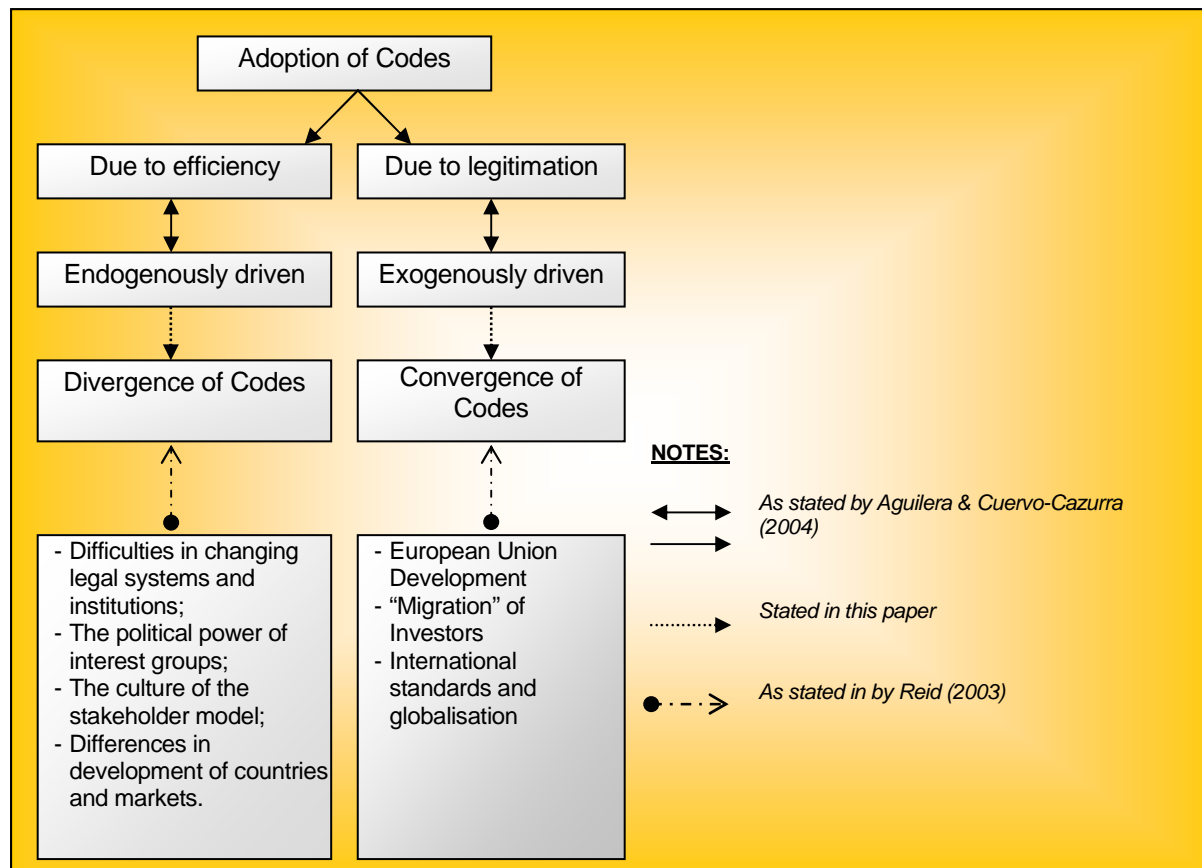 Adoption of Codes
Due to efficiency
Due to legitimation
Endogenously driven
Exogenously driven
Divergence of Codes
Convergence of
Codes
- Difficulties in changing
legal systems and
institutions;
- The political power of
interest groups;
- The culture of the
stakeholder model;
- Differences in
development of countries
and markets.
- European Union
Development
- “Migration” of
Investors
- International
standards and
globalisation
NOTES:
As stated by Aguilera & Cuervo-Cazurra
(2004)
Stated in this paper
As stated in by Reid (2003)